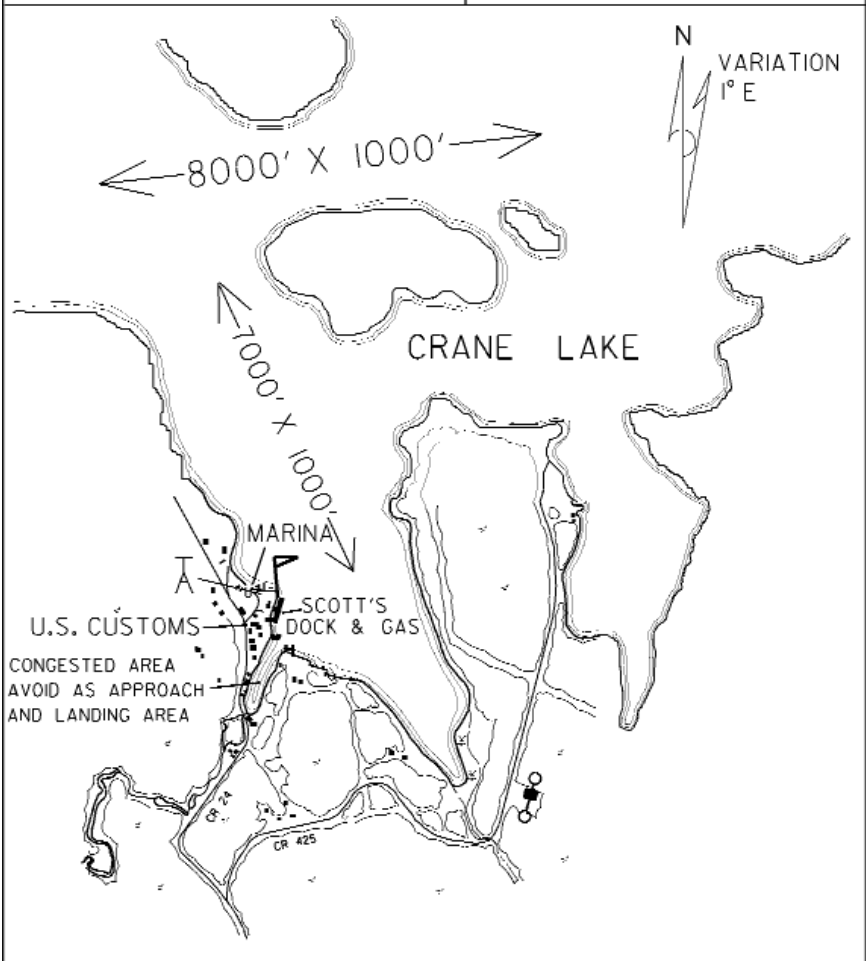 N
VARIATION
1° E
8000' X 1000'
CRANE LAKE
7000' X 1000'
MARINA
A
U.S. CUSTOMS
SCOTT'S
DOCK & GAS
CONGESTED AREA
AVOID AS APPROACH
AND LANDING AREA
CR 24
CR 425